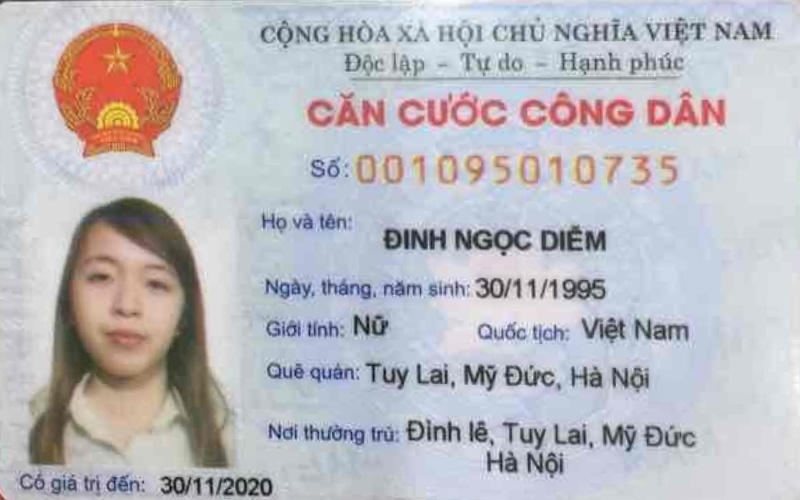 CỘNG HÒA XÃ HỘI CHỦ NGHĨA VIỆT NAM
Độc lập - Tự do - Hạnh phúc
CĂN CƯỚC CÔNG DÂN
Số: 001095010735
Họ và tên:
ĐINH NGỌC DIỄM
Ngày, tháng, năm sinh: 30/11/1995
Giới tính: Nữ Quốc tịch: Việt Nam
Quê quán: Tuy Lai, Mỹ Đức, Hà Nội
Nơi thường trú: Đình lê, Tuy Lai, Mỹ Đức
Hà Nội
Có giá trị đến: 30/11/2020